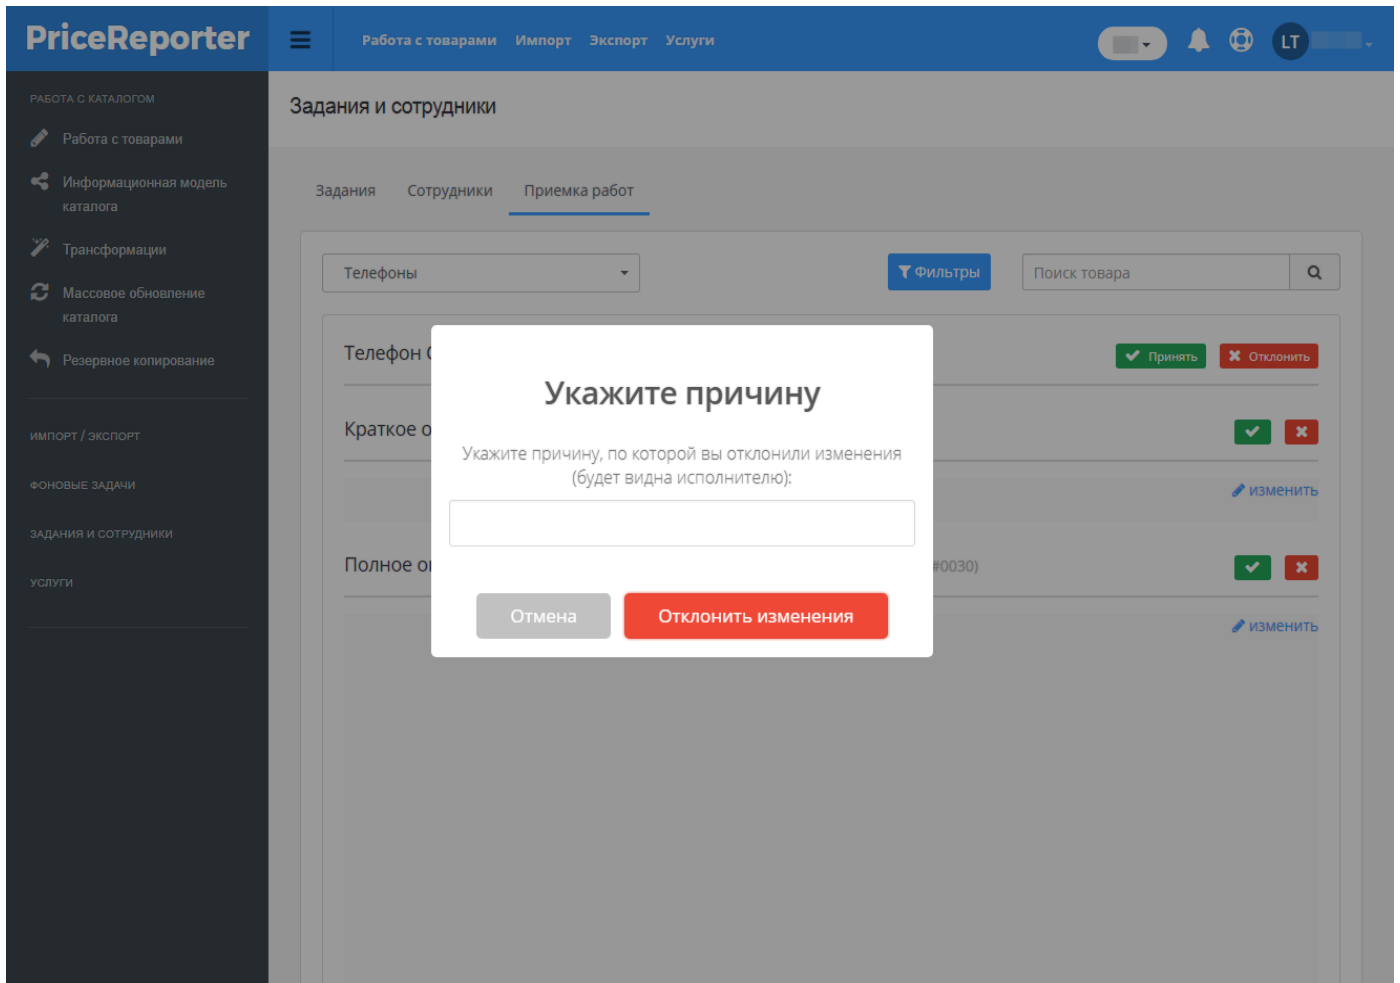 PriceReporter
Работа с товарами Импорт Экспорт Услуги
LT
РАБОТА С КАТАЛОГОМ
Работа с товарами
Информационная модель
каталога
Трансформации
Массовое обновление
каталога
Резервное копирование
ИМПОРТ / ЭКСПОРТ
ФОНОВЫЕ ЗАДАЧИ
ЗАДАНИЯ И СОТРУДНИКИ
УСЛУГИ
Задания и сотрудники
Задания Сотрудники Приемка работ
Телефоны
Фильтры
Поиск товара
Телефон
Принять
Отклонить
Краткое о
изменить
Полное
#0030)
изменить
Укажите причину
Укажите причину, по которой вы отклонили изменения
(будет видна исполнителю):
Отмена
Отклонить изменения